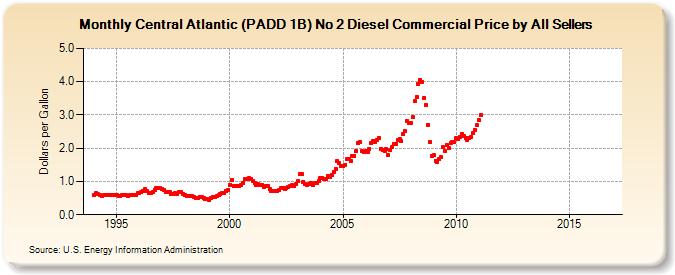 Monthly Central Atlantic (PADD 1B) No 2 Diesel Commercial Price by All Sellers
Dollars per Gallon
5.0
4.0
3.0
2.0
1.0
0.0
1995 2000 2005 2010 2015
Source: U.S. Energy Information Administration